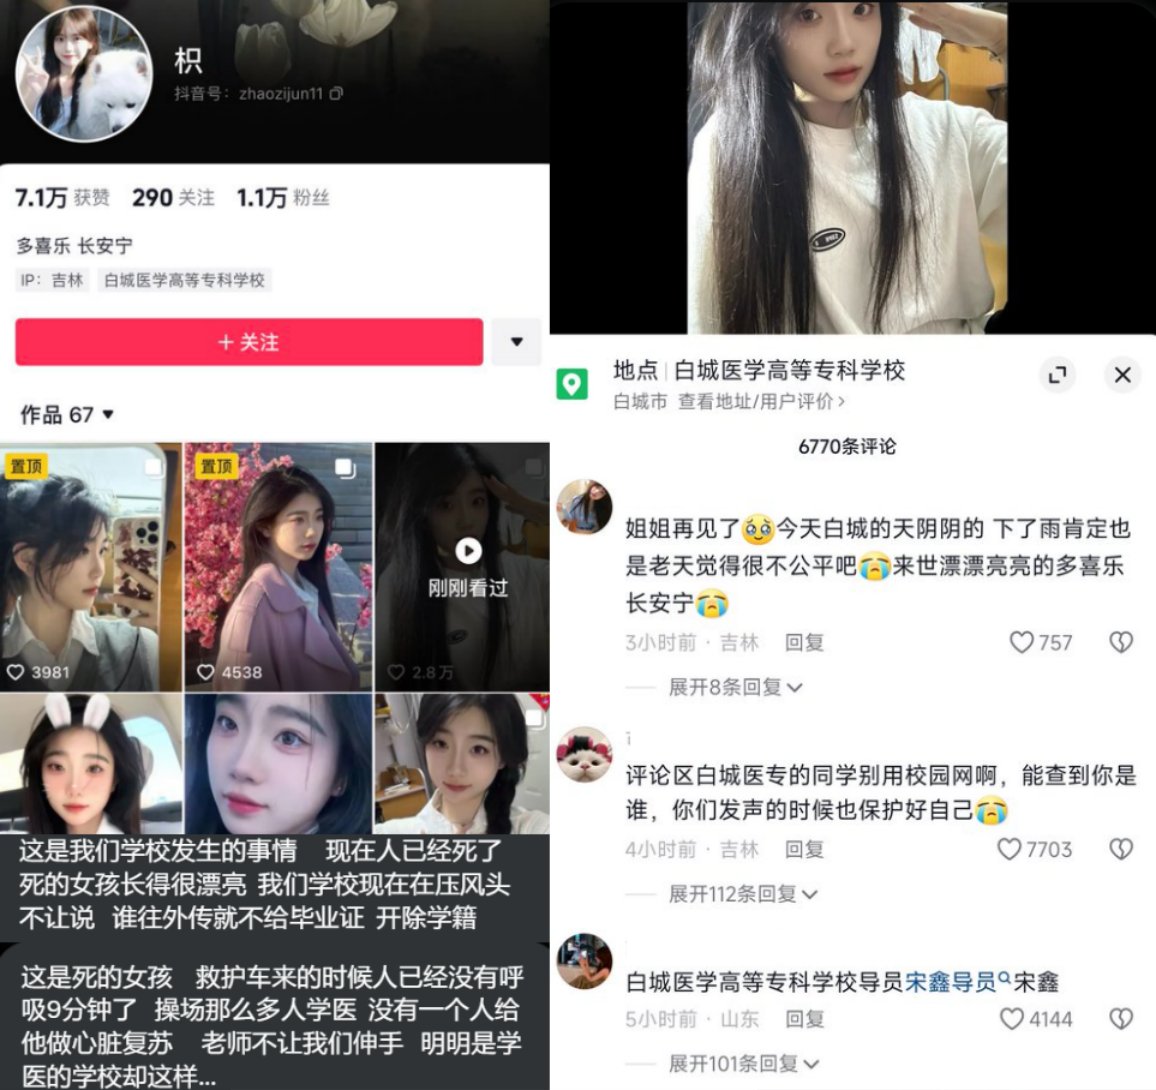 枳
抖音号：zhaozijun11
7.1万 获赞 290 关注 1.1万 粉丝
多喜乐 长安宁
IP：吉林 白城医学高等专科学校
+ 关注
作品 67
置顶 置顶
刚刚看过
3981 4538 2.8万
这是我们学校发生的事情 现在人已经死了
死的女孩长得很漂亮 我们学校现在在压风头
不让说 谁往外传就不给毕业证 开除学籍
这是死的女孩 救护车来的时候人已经没有呼
吸9分钟了 操场那么多人学医 没有一个人给
他做心脏复苏 老师不让我们伸手 明明是学
医的学校却这样...
地点 | 白城医学高等专科学校
白城市 查看地址/用户评价 >
6770条评论
姐姐再见了🥹今天白城的天阴阴的 下了雨肯定也
是老天觉得很不公平吧😭来世漂漂亮亮的多喜乐
长安宁😭
3小时前 · 吉林 回复 757
展开8条回复
评论区白城医专的同学别用校园网啊，能查到你是
谁，你们发声的时候也保护好自己😭
4小时前 · 吉林 回复 7703
展开112条回复
白城医学高等专科学校导员宋鑫导员宋鑫
5小时前 · 山东 回复 4144
展开101条回复